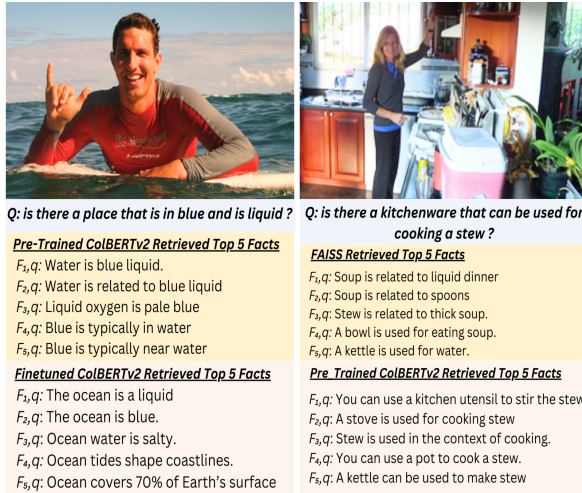 Q: is there a place that is in blue and is liquid ?
Pre-Trained ColBERTv2 Retrieved Top 5 Facts
F₁,q: Water is blue liquid.
F₂,q: Water is related to blue liquid
F₃,q: Liquid oxygen is pale blue
F₄,q: Blue is typically in water
F₅,q: Blue is typically near water
Finetuned ColBERTv2 Retrieved Top 5 Facts
F₁,q: The ocean is a liquid
F₂,q: The ocean is blue.
F₃,q: Ocean water is salty.
F₄,q: Ocean tides shape coastlines.
F₅,q: Ocean covers 70% of Earth's surface
Q: is there a kitchenware that can be used for
cooking a stew ?
FAISS Retrieved Top 5 Facts
F₁,q: Soup is related to liquid dinner
F₂,q: Soup is related to spoons
F₃,q: Stew is related to thick soup.
F₄,q: A bowl is used for eating soup.
F₅,q: A kettle is used for water.
Pre_Trained ColBERTv2 Retrieved Top 5 Facts
F₁,q: You can use a kitchen utensil to stir the stew
F₂,q: A stove is used for cooking stew
F₃,q: Stew is used in the context of cooking.
F₄,q: You can use a pot to cook a stew.
F₅,q: A kettle can be used to make stew